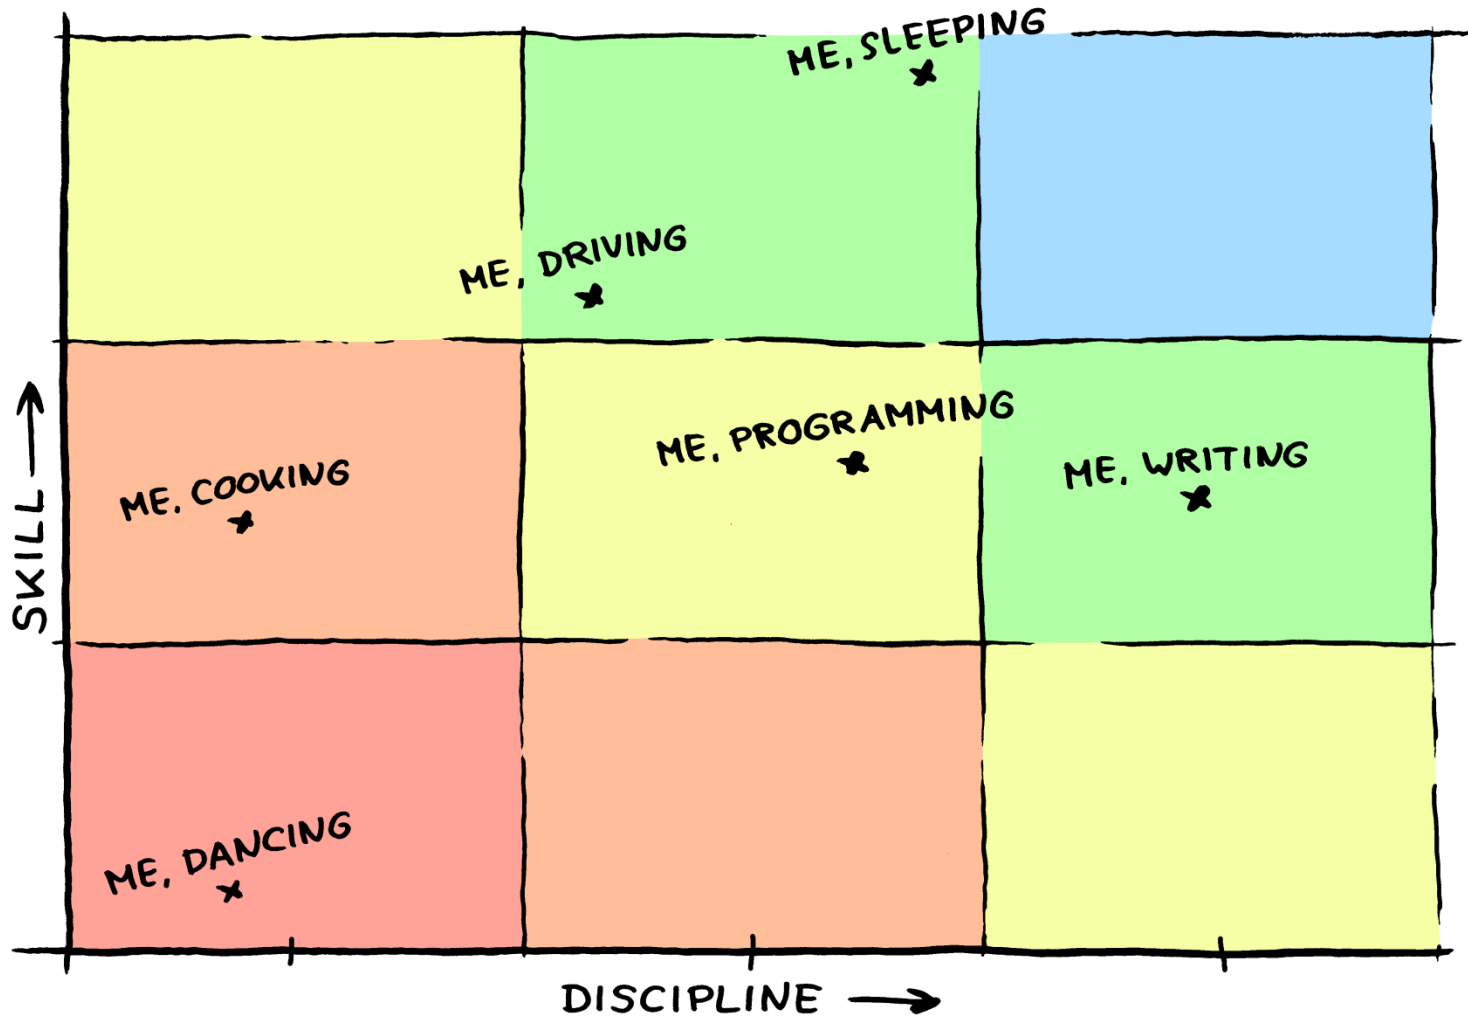 ME, SLEEPING
ME, DRIVING
ME, PROGRAMMING
ME, WRITING
ME, COOKING
ME, DANCING
SKILL →
DISCIPLINE →